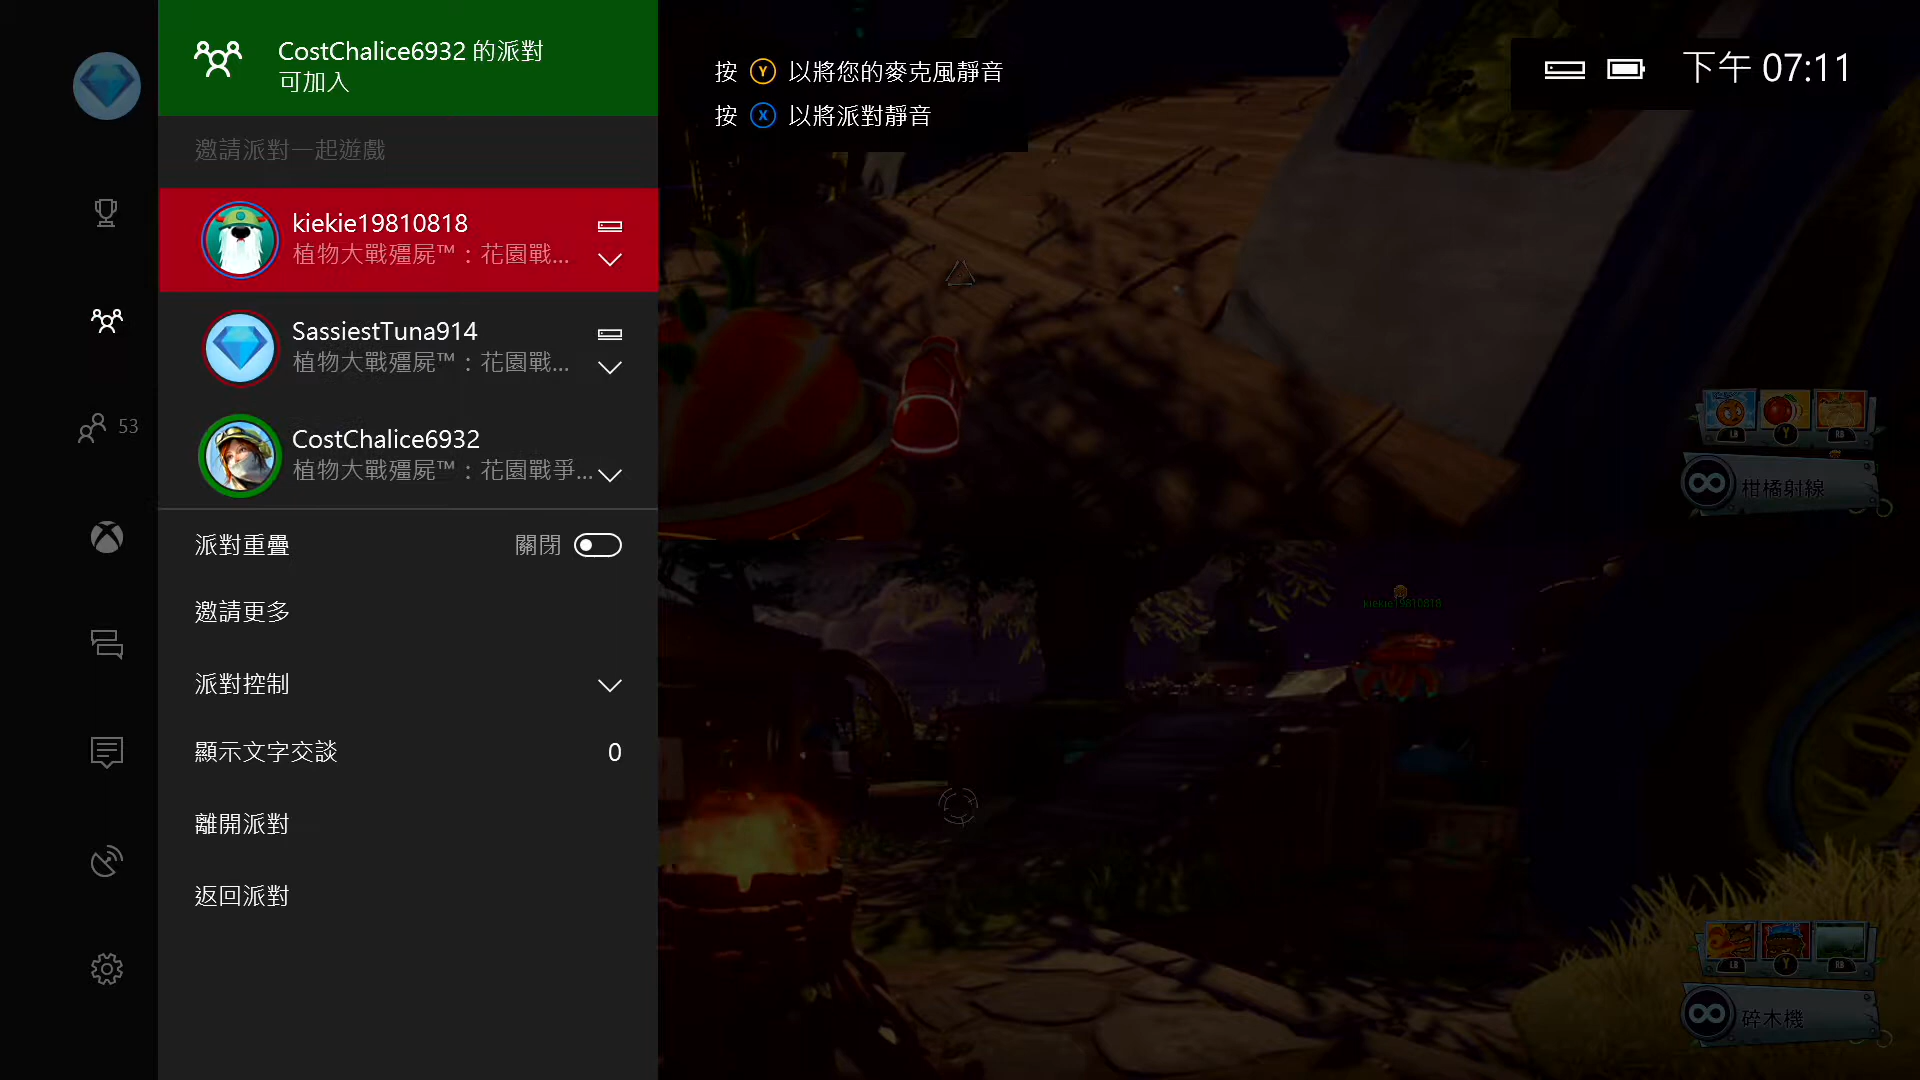 CostChalice6932 的派對
可加入
邀請派對一起遊戲
kiekie19810818
植物大戰殭屍™：花園戰...
SassiestTuna914
植物大戰殭屍™：花園戰...
CostChalice6932
植物大戰殭屍™：花園戰爭...
派對重疊 關閉
邀請更多
派對控制
顯示文字交談 0
離開派對
返回派對
53
按 Y 以將您的麥克風靜音
按 X 以將派對靜音
下午 07:11
LB Y RB
柑橘射線
kiekie19810818
LB Y RB
碎木機